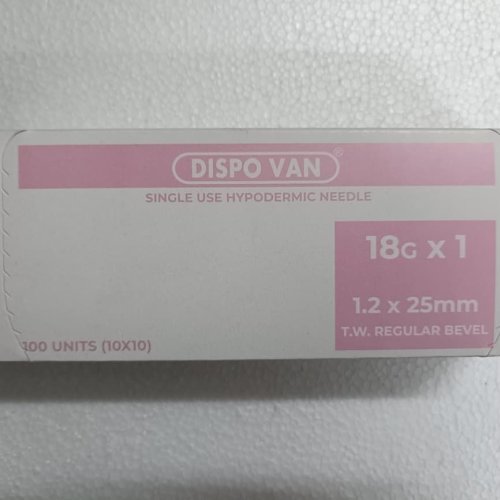 DISPO VAN®
SINGLE USE HYPODERMIC NEEDLE
18G x 1
1.2 x 25mm
T.W. REGULAR BEVEL
100 UNITS (10X10)